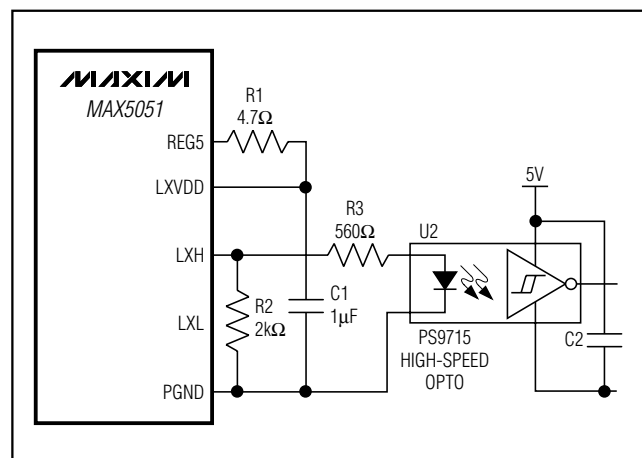 MAXIM
MAX5051
R1
4.7Ω
REG5
LXVDD
5V
R3
560Ω
U2
LXH
C1
1µF
R2
2kΩ
LXL
C2
PS9715
HIGH-SPEED
OPTO
PGND